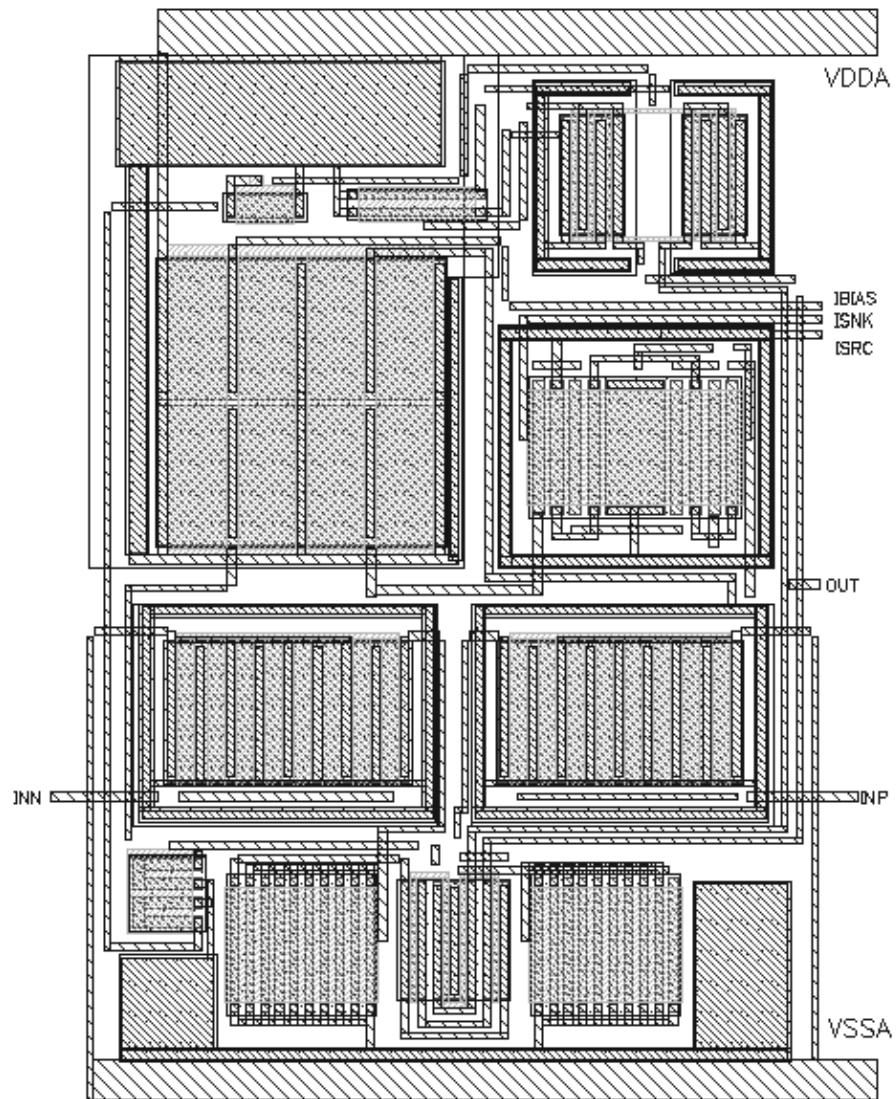 VDDA
IBIAS
ISNK
ISRC
OUT
INN
INP
VSSA